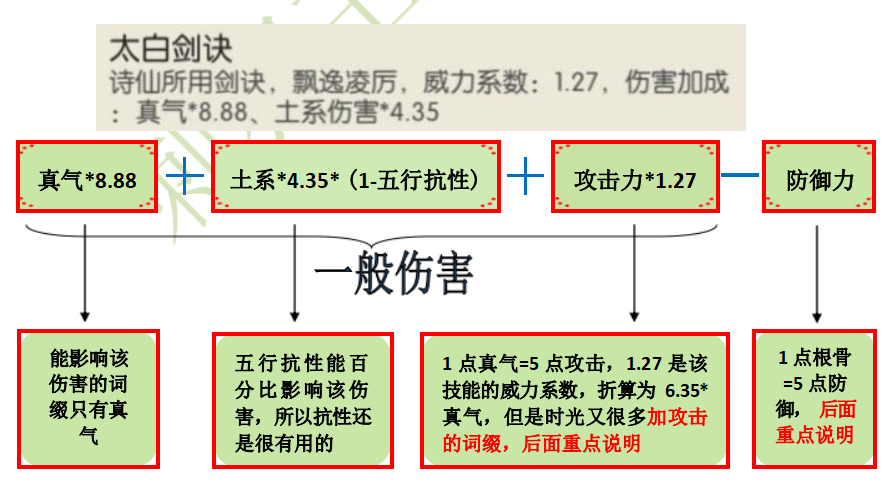 太白剑诀
诗仙所用剑诀，飘逸凌厉，威力系数：1.27，伤害加成
：真气*8.88、土系伤害*4.35
真气*8.88
土系*4.35*（1-五行抗性）
攻击力*1.27
防御力
一般伤害
能影响该
伤害的词
缀只有真
气
五行抗性能百
分比影响该伤
害，所以抗性还
是很有用的
1点真气=5点攻击，1.27是该
技能的威力系数，折算为 6.35*
真气，但是时光又很多加攻击
的词缀，后面重点说明
1点根骨
=5点防
御，后面
重点说明